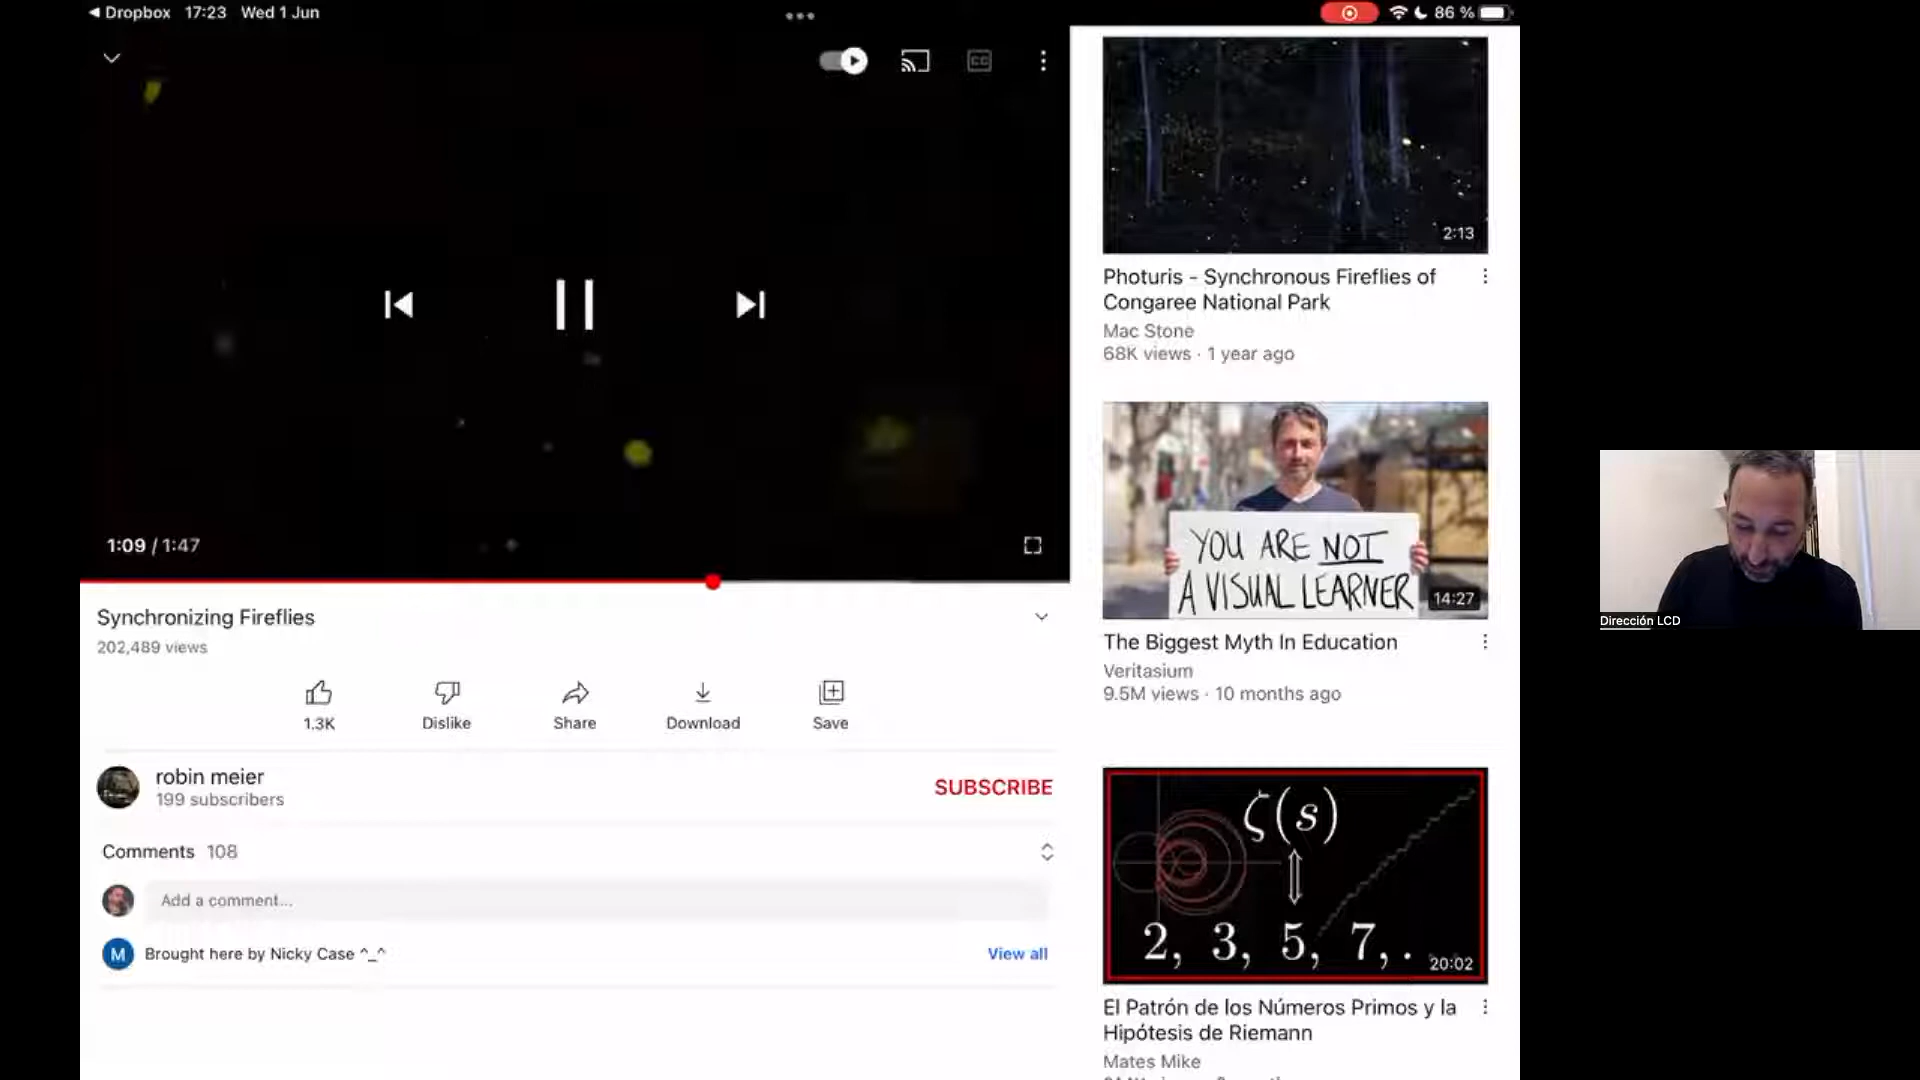 Dropbox 17:23 Wed 1 Jun
86 %
CC
1:09 / 1:47
Synchronizing Fireflies
202,489 views
1.3K
Dislike
Share
Download
Save
robin meier
199 subscribers
SUBSCRIBE
Comments 108
Add a comment...
M
Brought here by Nicky Case ^_^
View all
2:13
Photuris - Synchronous Fireflies of
Congaree National Park
Mac Stone
68K views · 1 year ago
YOU ARE NOT
A VISUAL LEARNER
14:27
The Biggest Myth In Education
Veritasium
9.5M views · 10 months ago
ζ(s)
2, 3, 5, 7, .
20:02
El Patrón de los Números Primos y la
Hipótesis de Riemann
Mates Mike
Dirección LCD